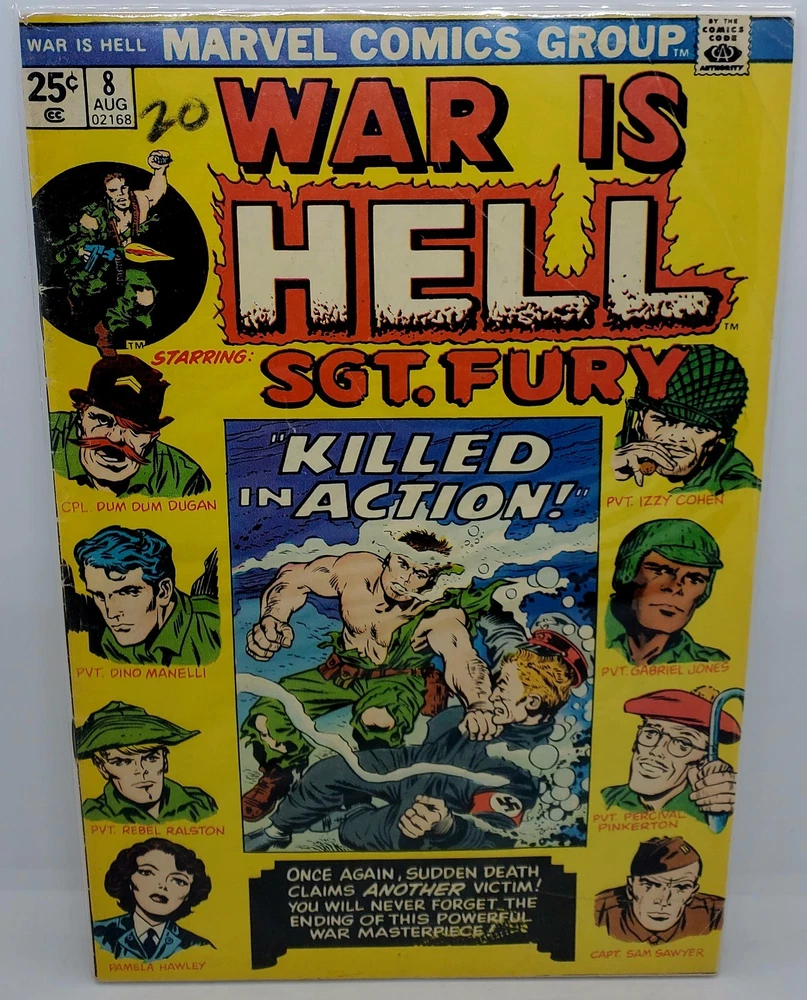 WAR IS HELL MARVEL COMICS GROUP TM
BY THE
COMICS
CODE
CA
AUTHORITY
25¢ 8
CC AUG
02168
20
WAR IS
HELL
TM
TM
STARRING:
SGT. FURY
CPL. DUM DUM DUGAN
PVT. DINO MANELLI
PVT. REBEL RALSTON
PAMELA HAWLEY
"KILLED
IN ACTION!"
PVT. IZZY COHEN
PVT. GABRIEL JONES
PVT. PERCIVAL
PINKERTON
CAPT. SAM SAWYER
ONCE AGAIN, SUDDEN DEATH
CLAIMS ANOTHER VICTIM!
YOU WILL NEVER FORGET THE
ENDING OF THIS POWERFUL
WAR MASTERPIECE!